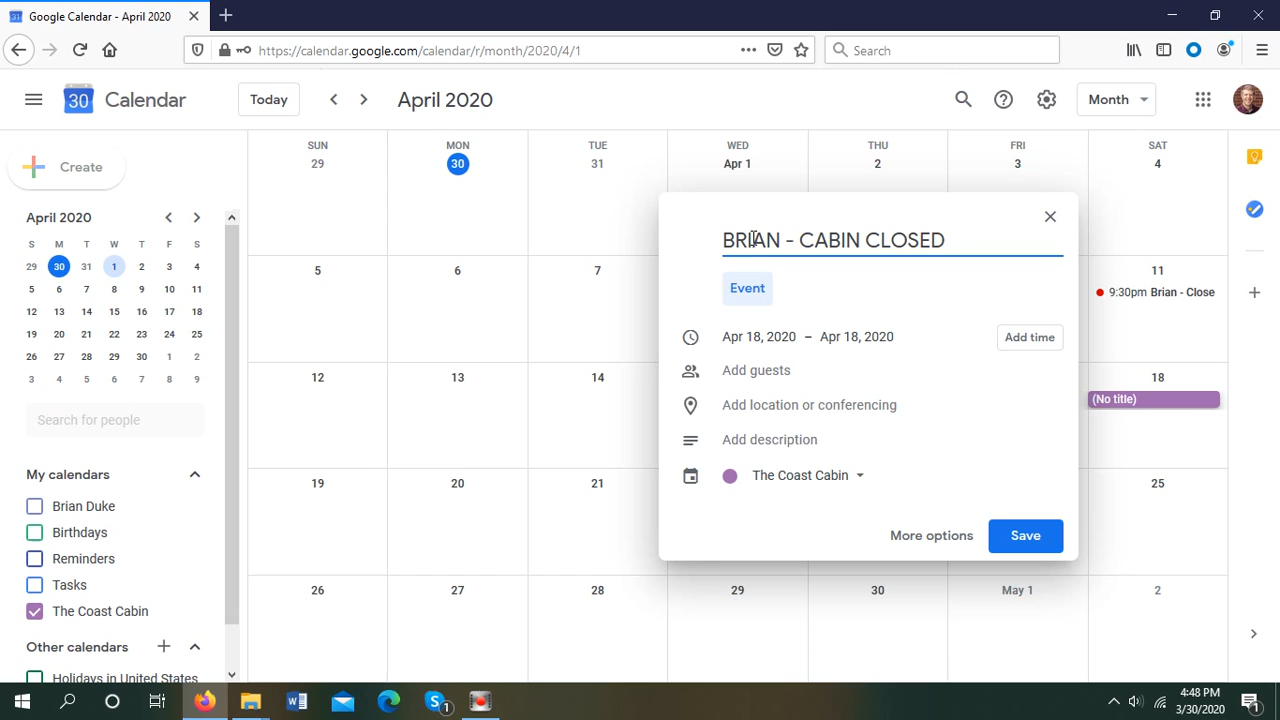 Google Calendar - April 2020
https://calendar.google.com/calendar/r/month/2020/4/1
Search
30
Calendar
Today
April 2020
Month
Create
April 2020
S M T W T F S
29 30 31 1 2 3 4
5 6 7 8 9 10 11
12 13 14 15 16 17 18
19 20 21 22 23 24 25
26 27 28 29 30 1 2
3 4 5 6 7 8 9
Search for people
My calendars
Brian Duke
Birthdays
Reminders
Tasks
The Coast Cabin
Other calendars
Holidays in United States
SUN MON TUE WED THU FRI SAT
29 30 31 Apr 1 2 3 4
5 6 7 11
9:30pm Brian - Close
12 13 14 18
(No title)
19 20 21 25
26 27 28 29 30 May 1 2
BRIAN - CABIN CLOSED
Event
Apr 18, 2020 – Apr 18, 2020 Add time
Add guests
Add location or conferencing
Add description
The Coast Cabin
More options Save
1
4:48 PM
3/30/2020
1